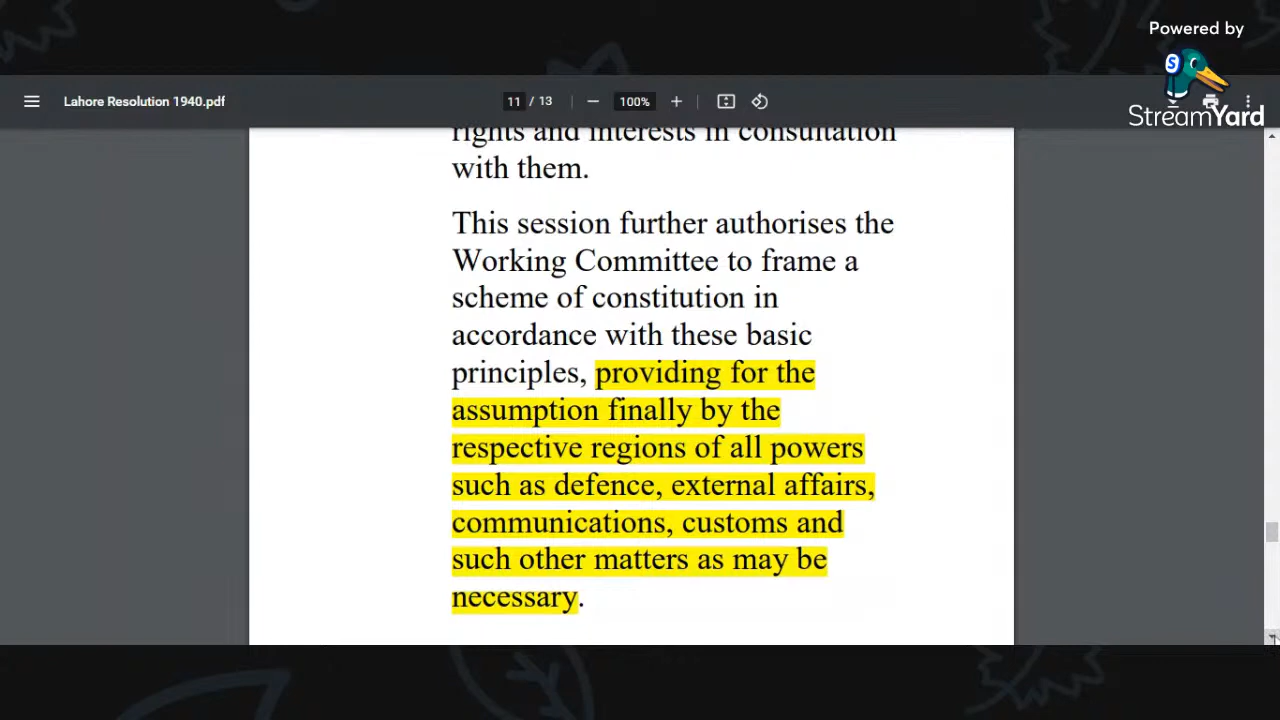 Powered by
StreamYard
Lahore Resolution 1940.pdf
11 / 13
100%
rights and interests in consultation
with them.
This session further authorises the
Working Committee to frame a
scheme of constitution in
accordance with these basic
principles, providing for the
assumption finally by the
respective regions of all powers
such as defence, external affairs,
communications, customs and
such other matters as may be
necessary.